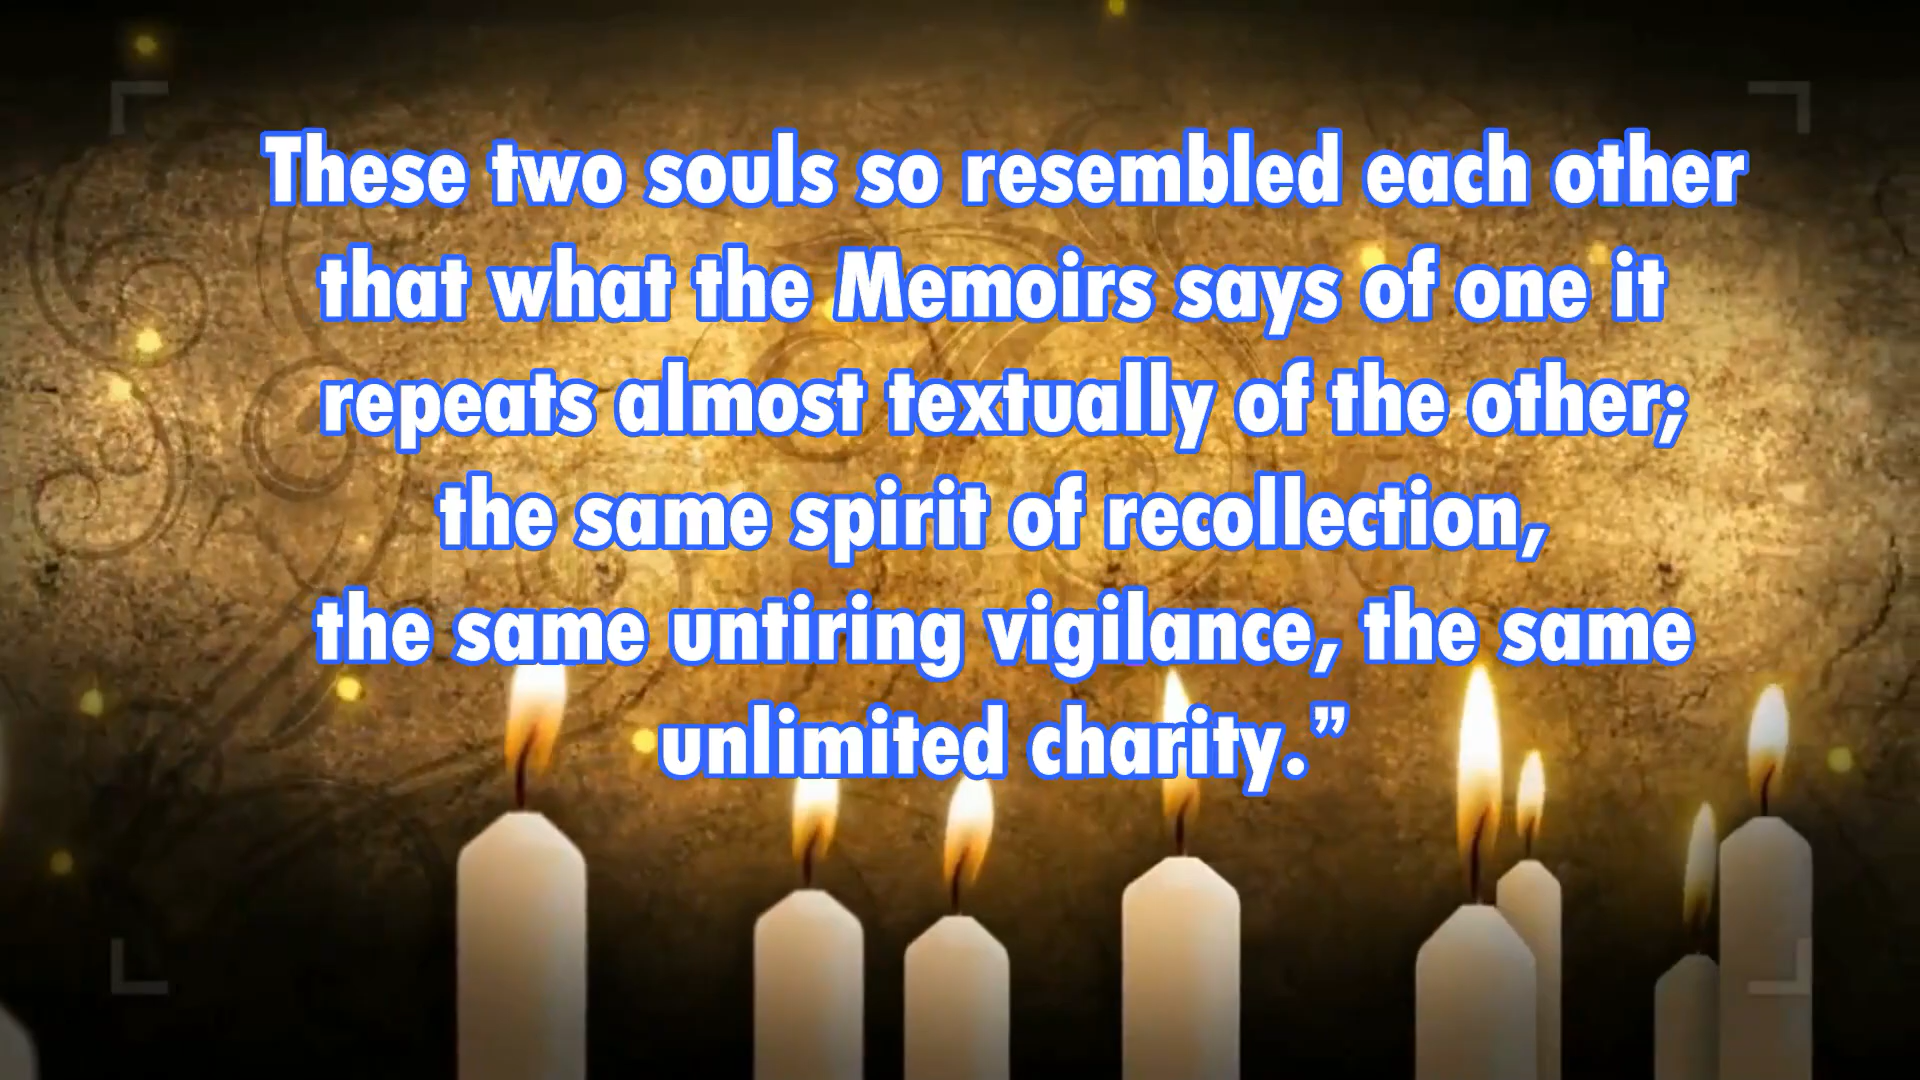 These two souls so resembled each other
that what the Memoirs says of one it
repeats almost textually of the other;
the same spirit of recollection,
the same untiring vigilance, the same
unlimited charity.”